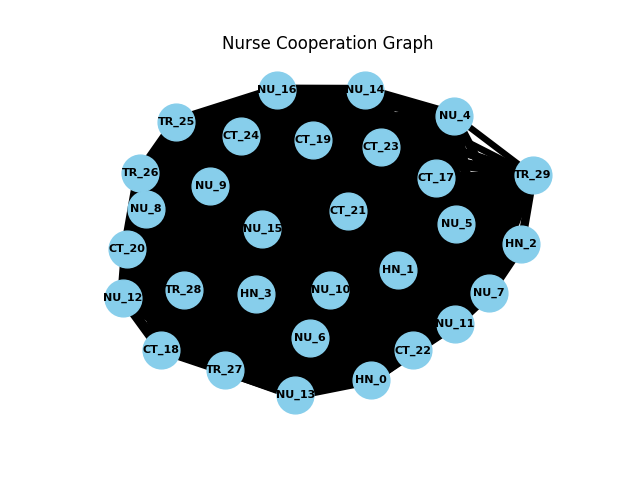 Nurse Cooperation Graph
NU_16
NU_14
NU_4
TR_25
CT_24
CT_19
CT_23
TR_26
NU_9
CT_17
TR_29
NU_8
NU_15
CT_21
NU_5
CT_20
HN_2
HN_1
NU_12
TR_28
HN_3
NU_10
NU_7
NU_11
CT_18
NU_6
CT_22
TR_27
HN_0
NU_13